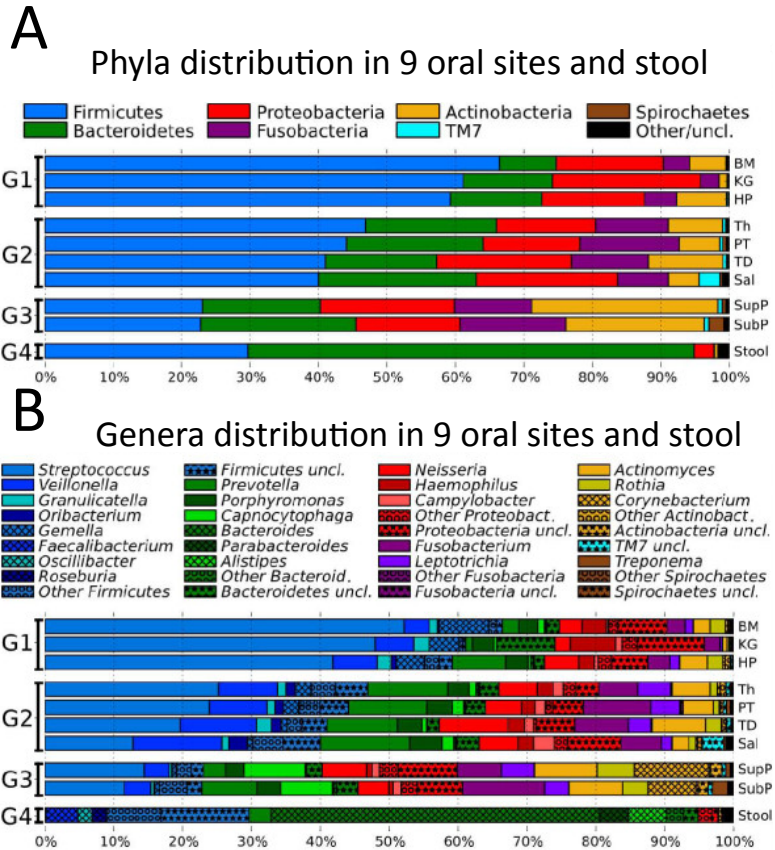 A
Phyla distribution in 9 oral sites and stool
Firmicutes Proteobacteria Actinobacteria Spirochaetes
Bacteroidetes Fusobacteria TM7 Other/uncl.
G1 BM
KG
HP
G2 Th
PT
TD
Sal
G3 SupP
SubP
G4 Stool
0% 10% 20% 30% 40% 50% 60% 70% 80% 90% 100%
B
Genera distribution in 9 oral sites and stool
Streptococcus Firmicutes uncl. Neisseria Actinomyces
Veillonella Prevotella Haemophilus Rothia
Granulicatella Porphyromonas Campylobacter Corynebacterium
Oribacterium Capnocytophaga Other Proteobact. Other Actinobact.
Gemella Bacteroides Proteobacteria uncl. Actinobacteria uncl.
Faecalibacterium Parabacteroides Fusobacterium TM7 uncl.
Oscillibacter Alistipes Leptotrichia Treponema
Roseburia Other Bacteroid. Other Fusobacteria Other Spirochaetes
Other Firmicutes Bacteroidetes uncl. Fusobacteria uncl. Spirochaetes uncl.
G1 BM
KG
HP
G2 Th
PT
TD
Sal
G3 SupP
SubP
G4 Stool
0% 10% 20% 30% 40% 50% 60% 70% 80% 90% 100%